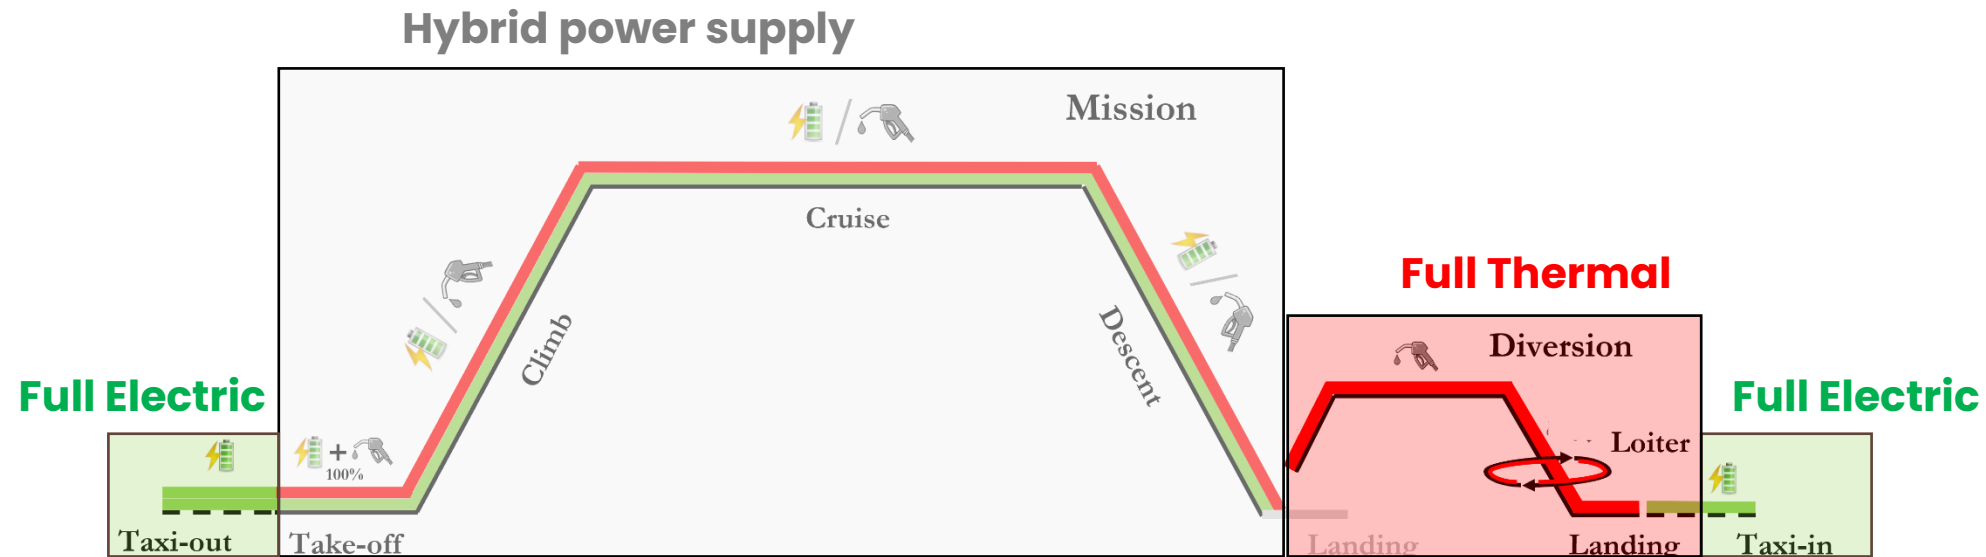 Hybrid power supply
Mission
Cruise
Climb
Descent
Full Thermal
Diversion
Loiter
Full Electric
Full Electric
+
100%
Taxi-out
Take-off
Landing
Landing
Taxi-in